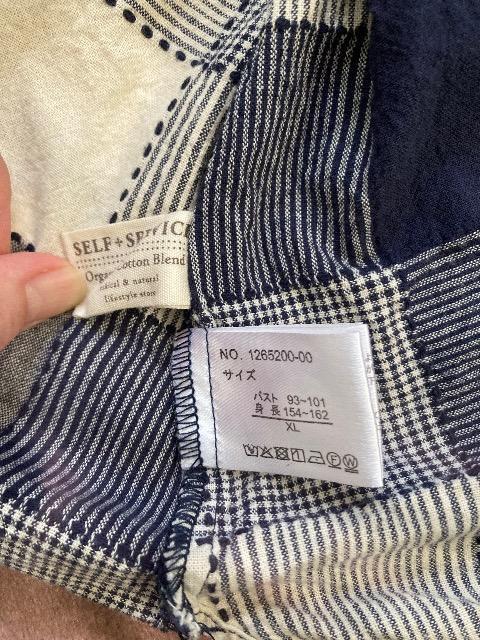 SELF+SERVICE
Organic Cotton Blend
ethical & natural
lifestyle store
NO. 1265200-00
サイズ
バスト 93~101
身 長 154~162
XL